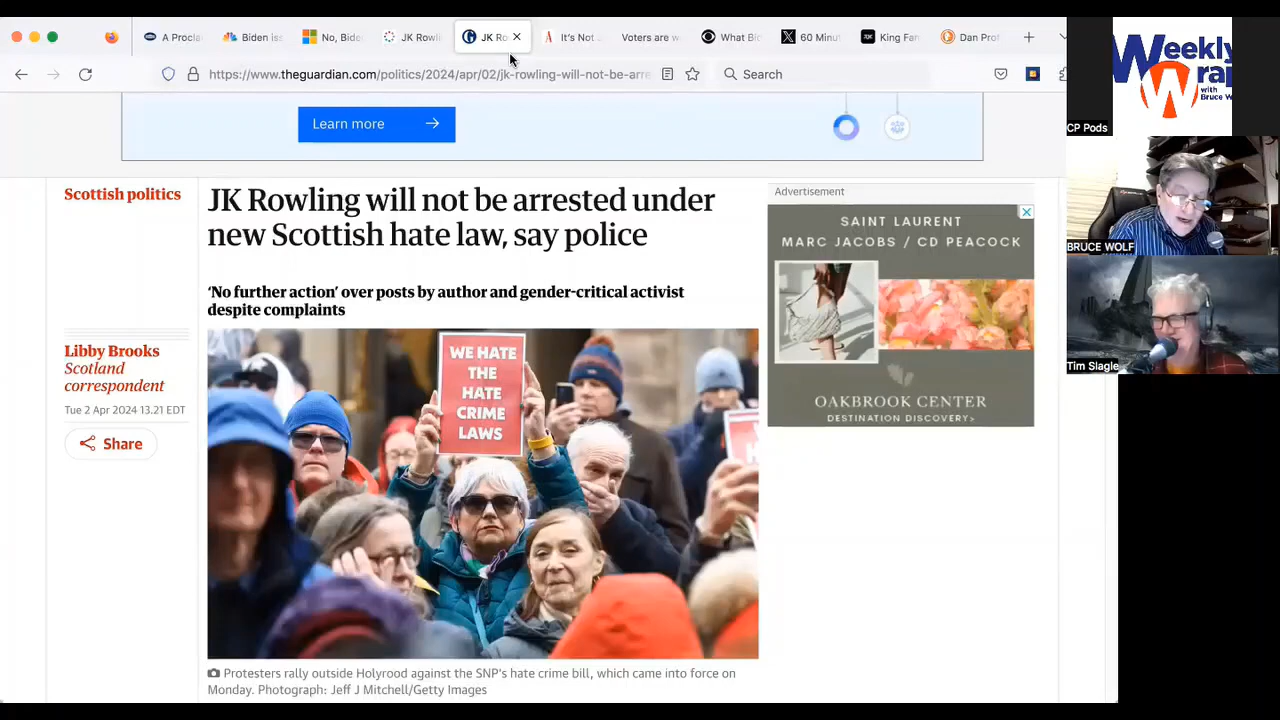 A Procla
Biden iss
No, Bide
JK Rowli
JK Ro
It's Not J
Voters are w
What Bi
60 Minu
King Fan
Dan Prof
https://www.theguardian.com/politics/2024/apr/02/jk-rowling-will-not-be-arre
Search
Learn more
Scottish politics
JK Rowling will not be arrested under
new Scottish hate law, say police
'No further action' over posts by author and gender-critical activist
despite complaints
Libby Brooks
Scotland
correspondent
Tue 2 Apr 2024 13.21 EDT
Share
WE HATE
THE
HATE
CRIME
LAWS
Protesters rally outside Holyrood against the SNP's hate crime bill, which came into force on
Monday. Photograph: Jeff J Mitchell/Getty Images
Advertisement
SAINT LAURENT
MARC JACOBS / CD PEACOCK
OAKBROOK CENTER
DESTINATION DISCOVERY>
Weekly
W ra
with
Bruce W
CP Pods
BRUCE WOLF
Tim Slagle